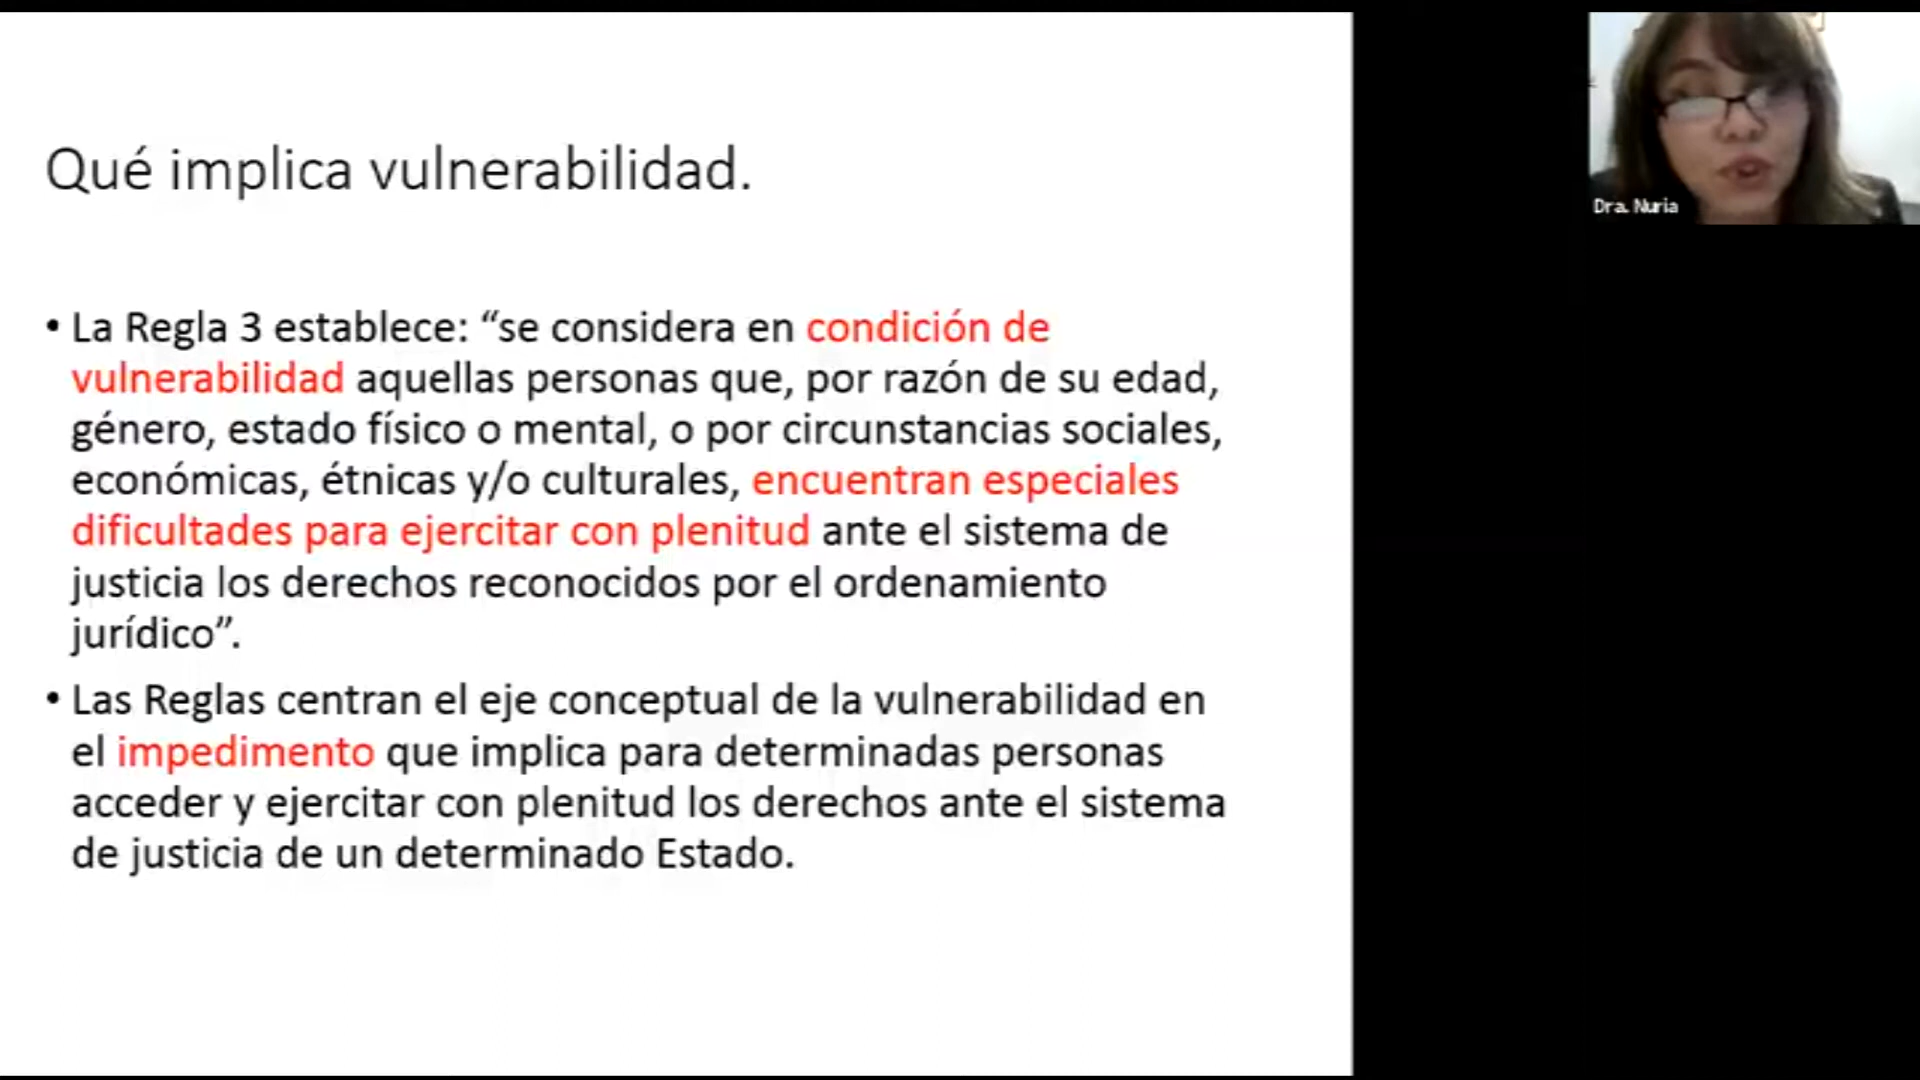 Qué implica vulnerabilidad.
• La Regla 3 establece: “se considera en condición de
vulnerabilidad aquellas personas que, por razón de su edad,
género, estado físico o mental, o por circunstancias sociales,
económicas, étnicas y/o culturales, encuentran especiales
dificultades para ejercitar con plenitud ante el sistema de
justicia los derechos reconocidos por el ordenamiento
jurídico”.
• Las Reglas centran el eje conceptual de la vulnerabilidad en
el impedimento que implica para determinadas personas
acceder y ejercitar con plenitud los derechos ante el sistema
de justicia de un determinado Estado.
Dra. Nuria